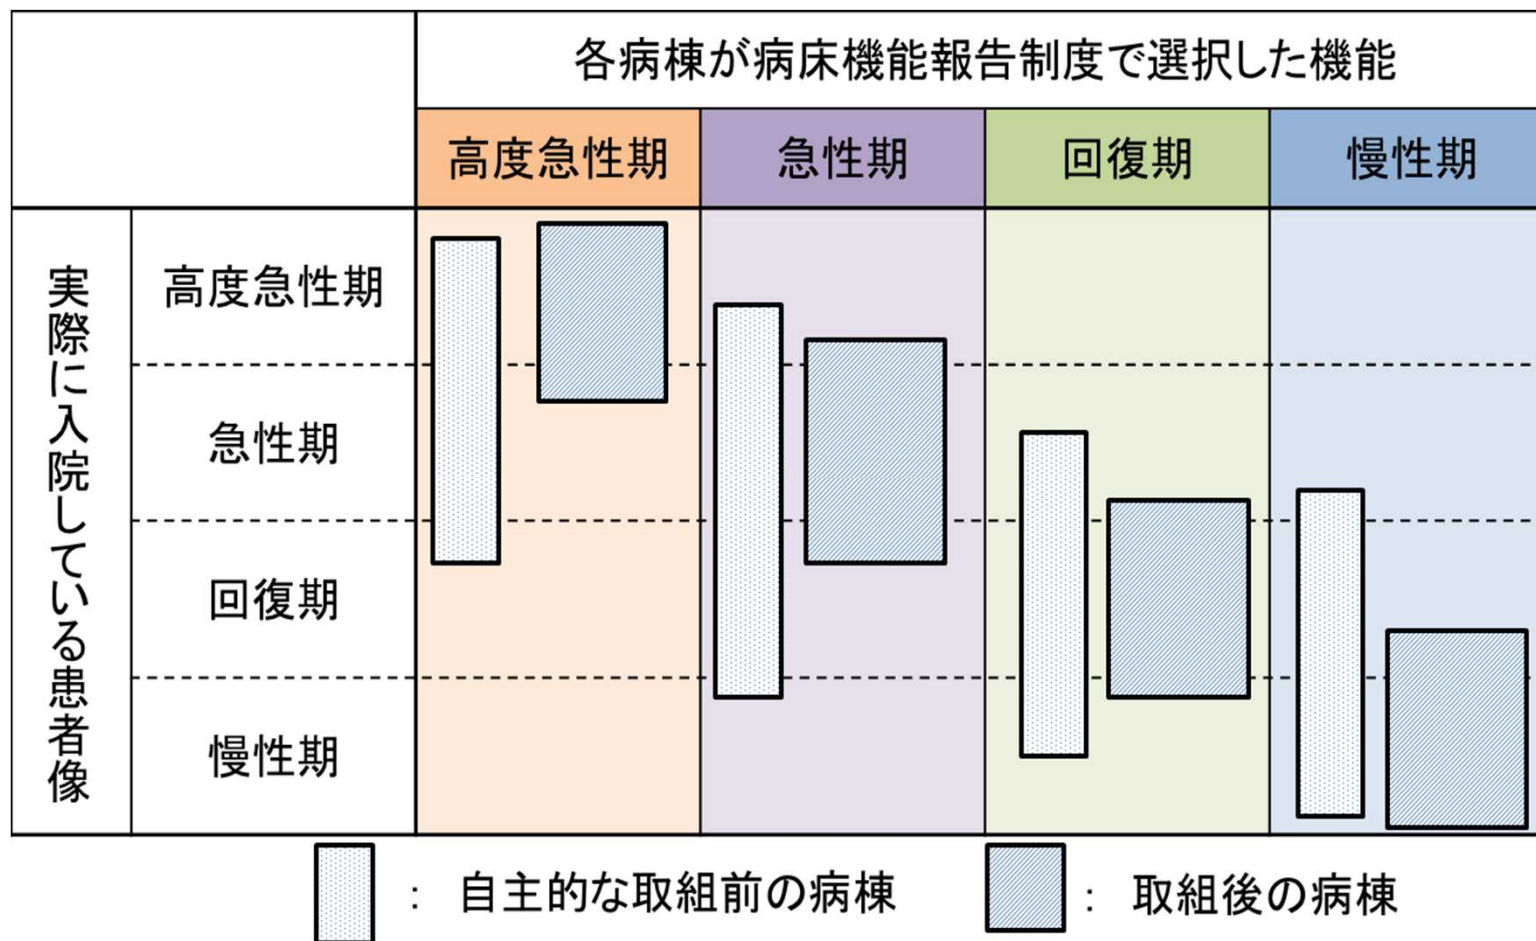 各病棟が病床機能報告制度で選択した機能
高度急性期
急性期
回復期
慢性期
実際に入院している患者像
高度急性期
急性期
回復期
慢性期
： 自主的な取組前の病棟
： 取組後の病棟